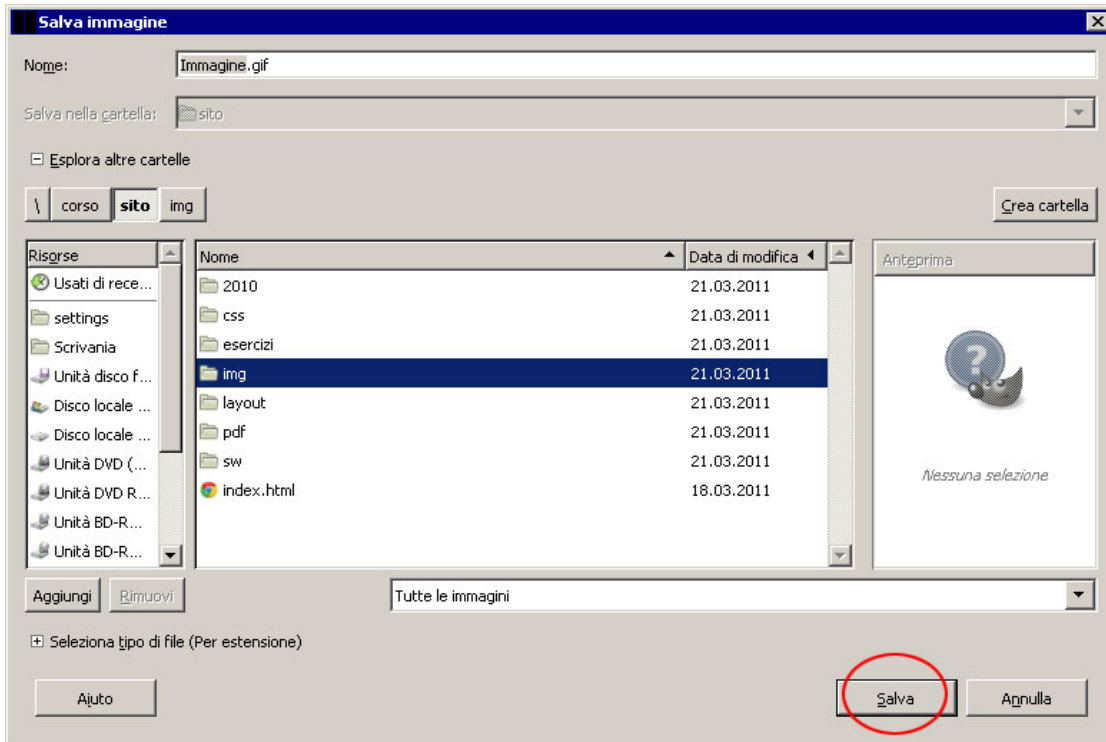 Salva immagine
Nome: Immagine.gif
Salva nella cartella: sito
Esplora altre cartelle
\ corso sito img Crea cartella
Risorse Nome Data di modifica Anteprima
Usati di rece... 2010 21.03.2011
settings css 21.03.2011
Scrivania esercizi 21.03.2011
Unità disco f... img 21.03.2011
Disco locale ... layout 21.03.2011
Disco locale ... pdf 21.03.2011
Unità DVD (... sw 21.03.2011
Nessuna selezione
Unità DVD R... index.html 18.03.2011
Unità BD-R...
Unità BD-R...
Aggiungi Rimuovi Tutte le immagini
Seleziona tipo di file (Per estensione)
Aiuto Salva Annulla